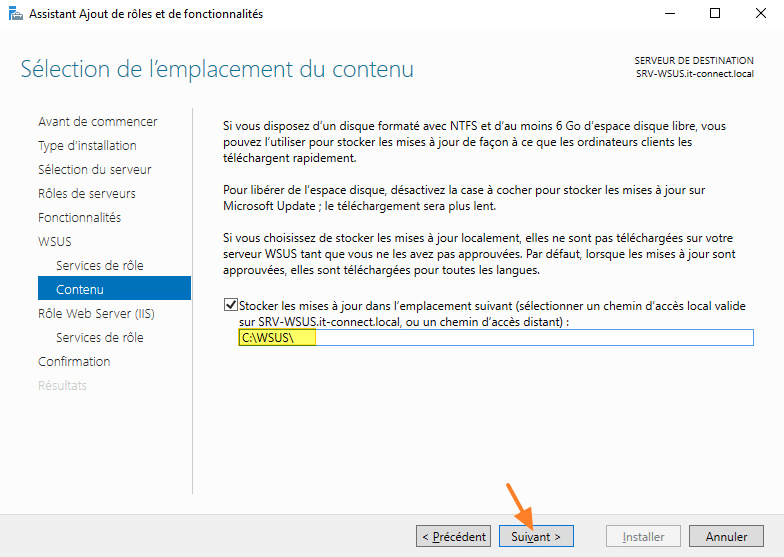 Assistant Ajout de rôles et de fonctionnalités
Sélection de l'emplacement du contenu
SERVEUR DE DESTINATION
SRV-WSUS.it-connect.local
Avant de commencer
Type d'installation
Sélection du serveur
Rôles de serveurs
Fonctionnalités
WSUS
Services de rôle
Contenu
Rôle Web Server (IIS)
Services de rôle
Confirmation
Résultats
Si vous disposez d'un disque formaté avec NTFS et d'au moins 6 Go d'espace disque libre, vous
pouvez l'utiliser pour stocker les mises à jour de façon à ce que les ordinateurs clients les
téléchargent rapidement.
Pour libérer de l'espace disque, désactivez la case à cocher pour stocker les mises à jour sur
Microsoft Update ; le téléchargement sera plus lent.
Si vous choisissez de stocker les mises à jour localement, elles ne sont pas téléchargées sur votre
serveur WSUS tant que vous ne les avez pas approuvées. Par défaut, lorsque les mises à jour sont
approuvées, elles sont téléchargées pour toutes les langues.
Stocker les mises à jour dans l'emplacement suivant (sélectionner un chemin d'accès local valide
sur SRV-WSUS.it-connect.local, ou un chemin d'accès distant) :
C:\WSUS\
< Précédent
Suivant >
Installer
Annuler